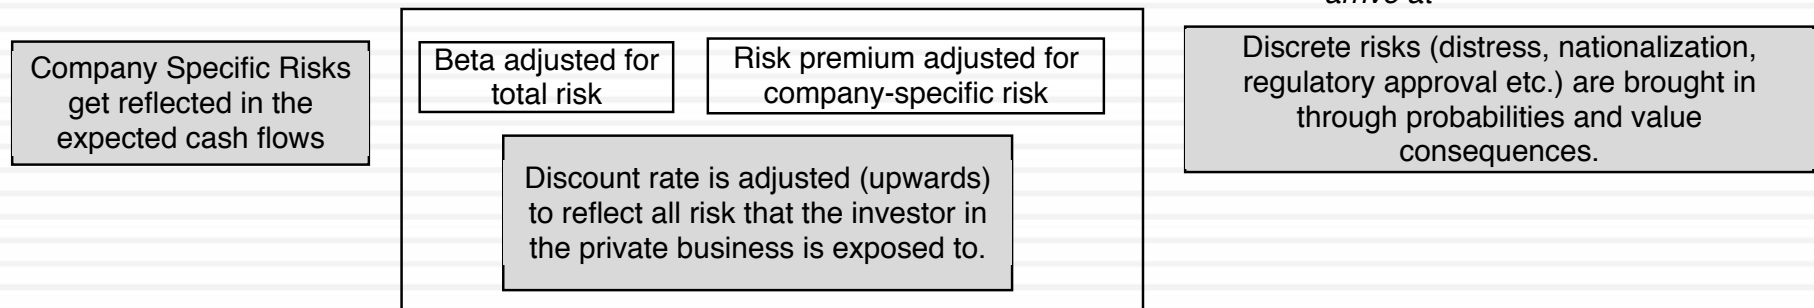 arrive at
Company Specific Risks
get reflected in the
expected cash flows
Beta adjusted for
total risk
Risk premium adjusted for
company-specific risk
Discount rate is adjusted (upwards)
to reflect all risk that the investor in
the private business is exposed to.
Discrete risks (distress, nationalization,
regulatory approval etc.) are brought in
through probabilities and value
consequences.